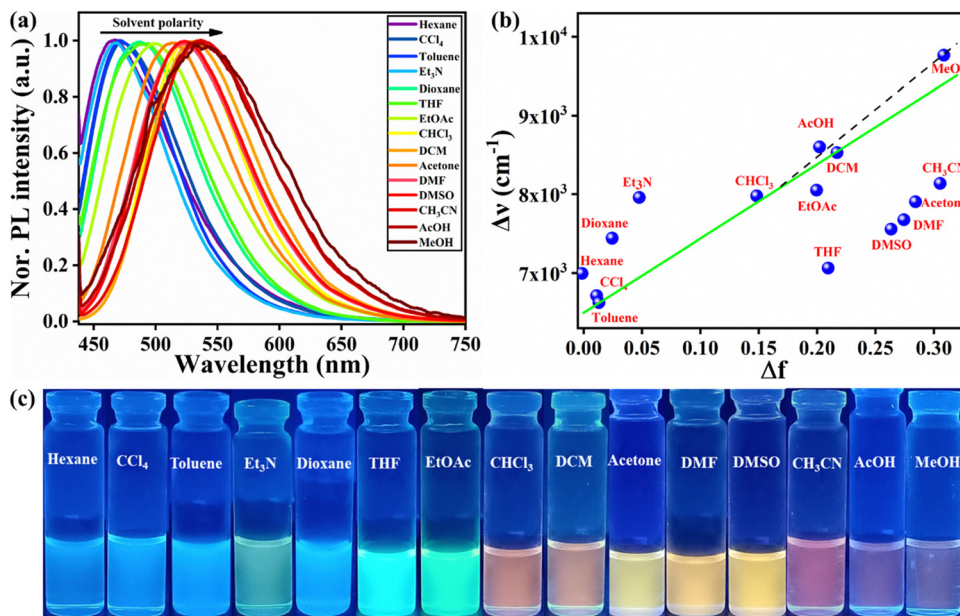 (a)
Solvent polarity
Hexane
CCl4
Toluene
Et3N
Dioxane
THF
EtOAc
CHCl3
DCM
Acetone
DMF
DMSO
CH3CN
AcOH
MeOH
Nor. PL intensity (a.u.)
1.0
0.8
0.6
0.4
0.2
0.0
450 500 550 600 650 700 750
Wavelength (nm)
(b)
Δν (cm-1)
1x10⁴
9x10³
8x10³
7x10³
MeO
AcOH
DCM
CH3CN
CHCl3
EtOAc
Aceton
Et3N
DMF
DMSO
Dioxane
THF
Hexane
CCl
Toluene
0.00 0.05 0.10 0.15 0.20 0.25 0.30
Δf
(c)
Hexane CCl4 Toluene Et3N Dioxane THF EtOAc CHCl3 DCM Acetone DMF DMSO CH3CN AcOH MeOH